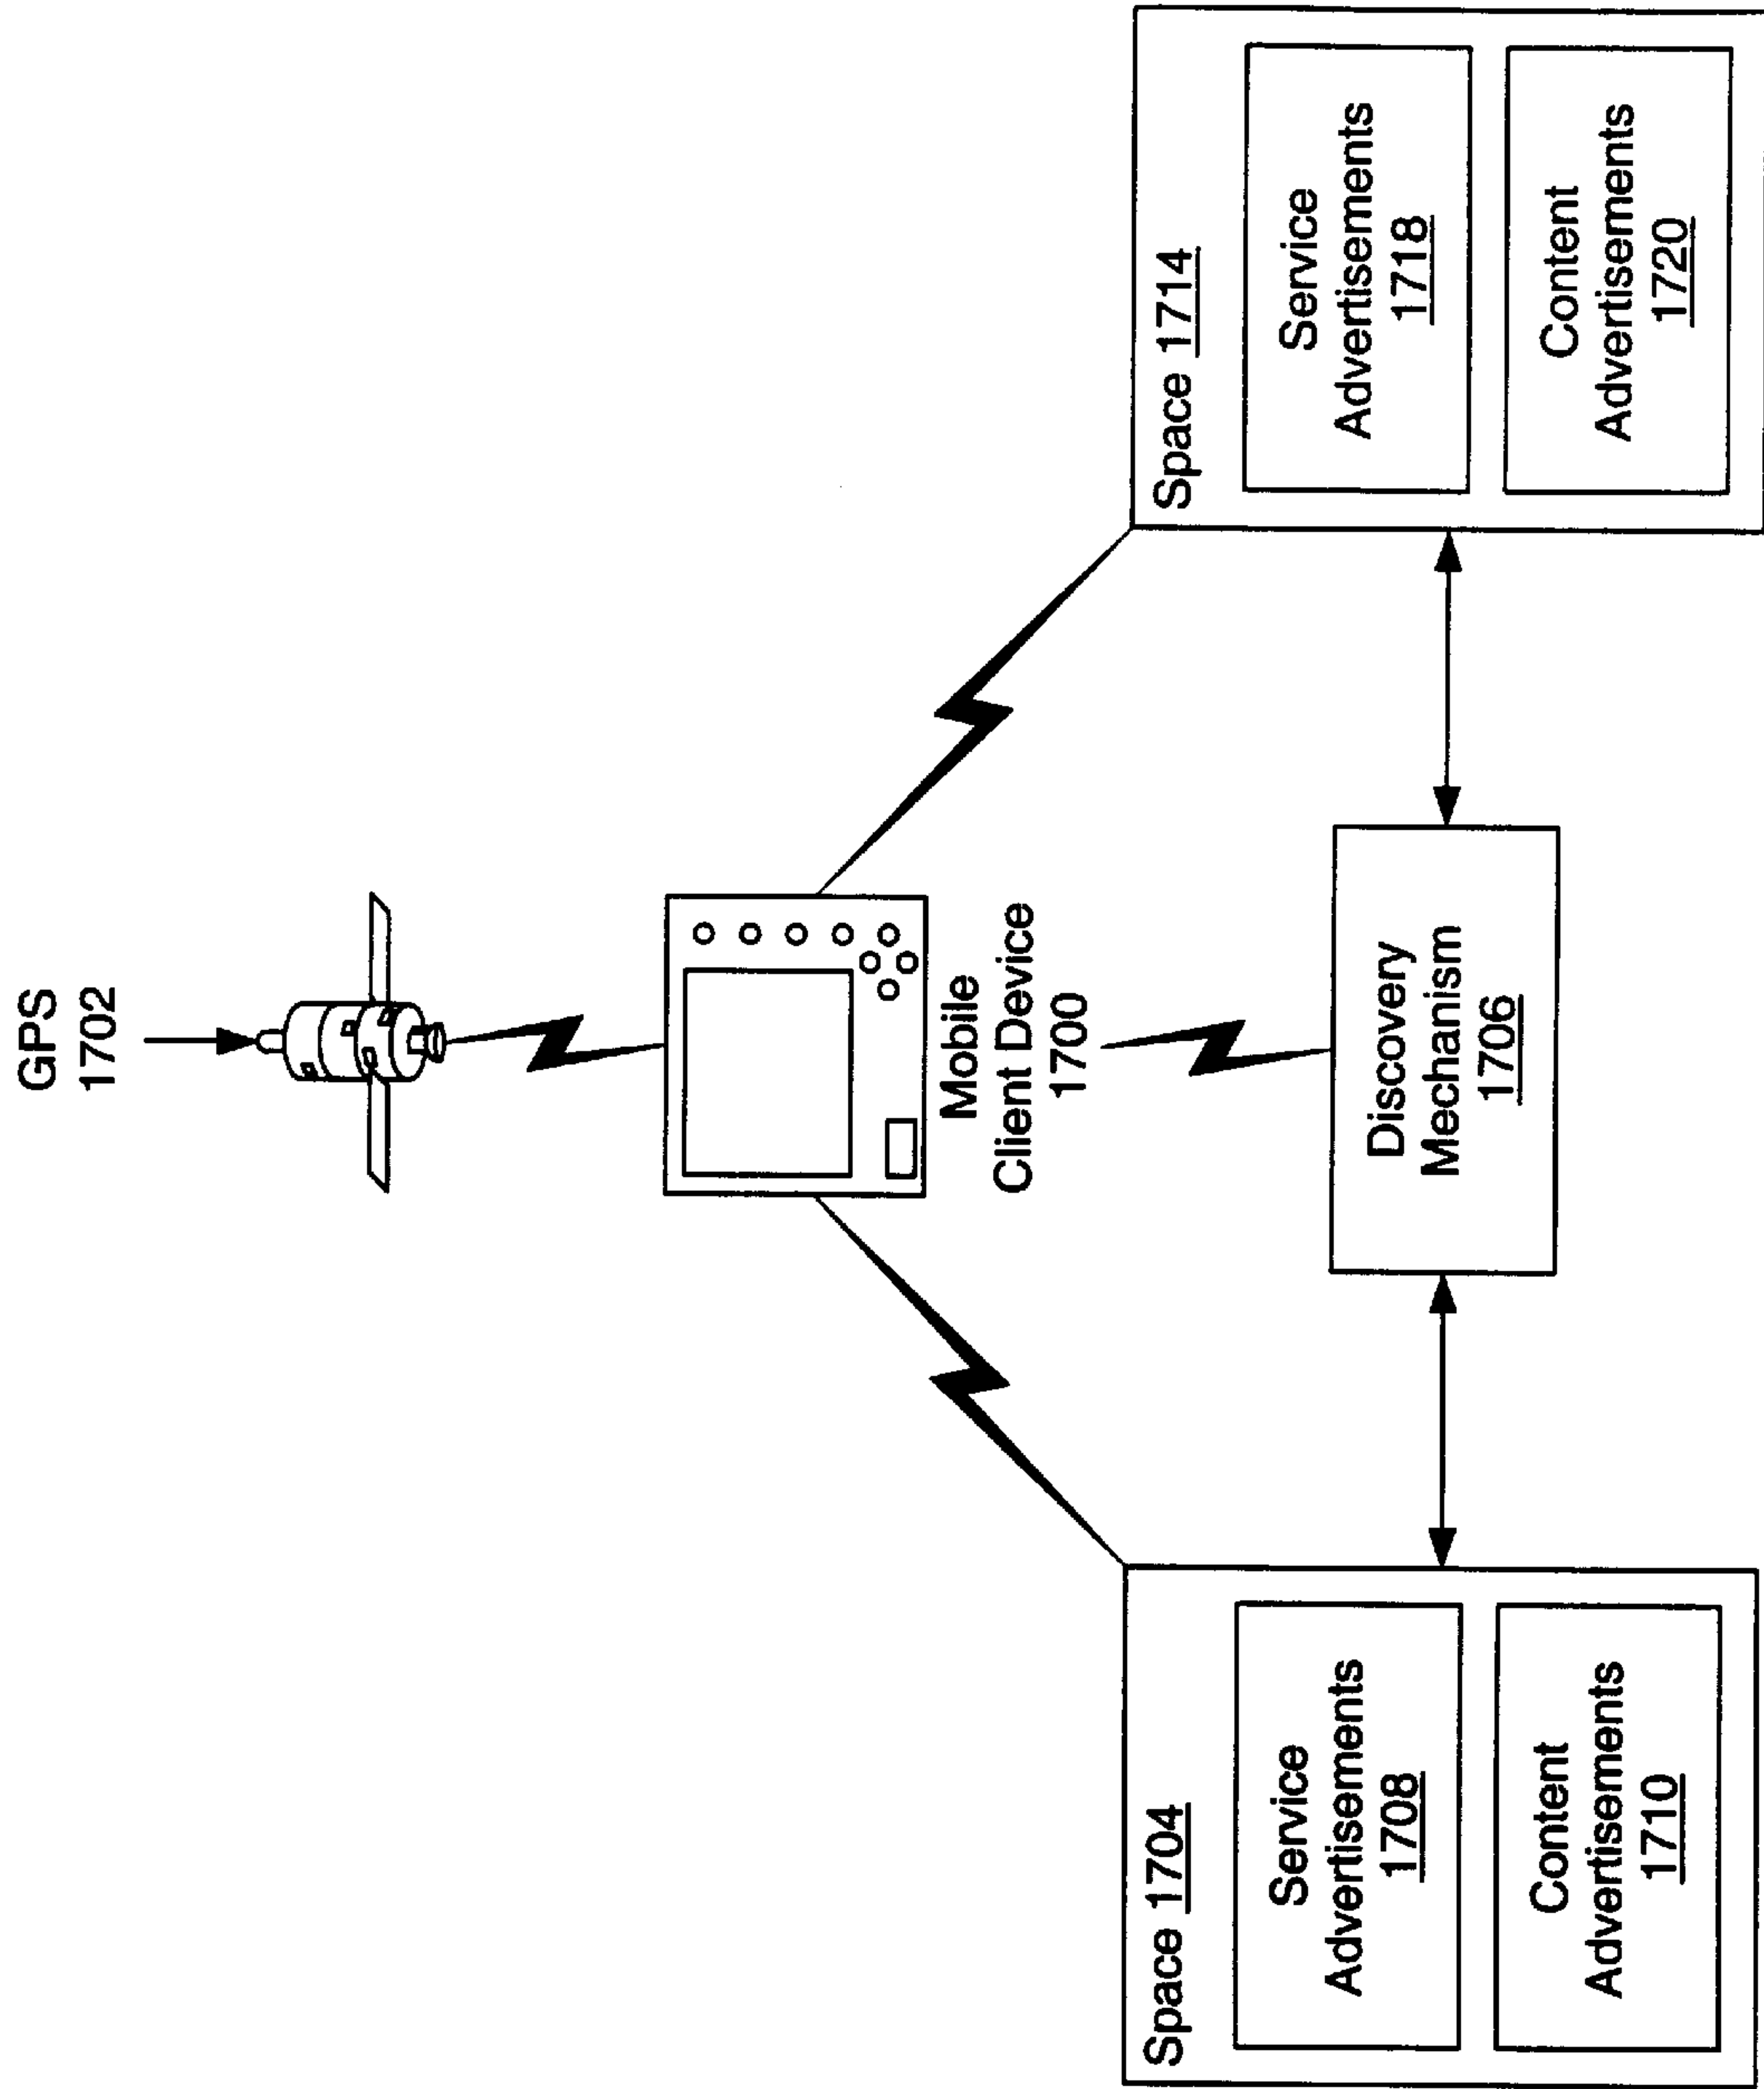 GPS
1702
Mobile
Client Device
1700
Discovery
Mechanism
1706
Space 1704
Service
Advertisements
1708
Content
Advertisements
1710
Space 1714
Service
Advertisements
1718
Content
Advertisements
1720